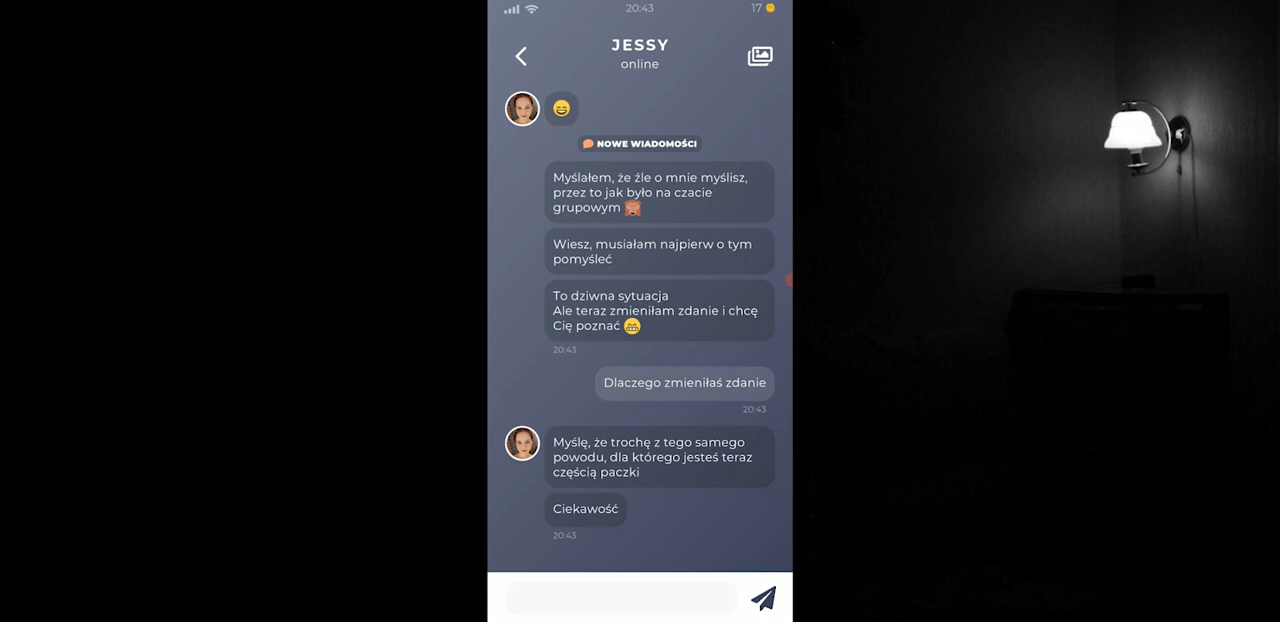 20:43
17
JESSY
online
NOWE WIADOMOŚCI
Myślałem, że źle o mnie myślisz,
przez to jak było na czacie
grupowym
Wiesz, musiałam najpierw o tym
pomyśleć
To dziwna sytuacja
Ale teraz zmieniłam zdanie i chcę
Cię poznać
20:43
Dlaczego zmieniłaś zdanie
20:43
Myślę, że trochę z tego samego
powodu, dla którego jesteś teraz
częścią paczki
Ciekawość
20:43